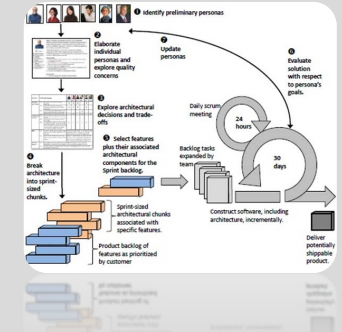 1 Identify preliminary personas
2
Elaborate
individual
personas and
explore quality
concerns
7
Update
personas
6
Evaluate
solution
with respect
to persona's
goals.
3
Explore architectural
decisions and trade-
offs
Daily scrum
meeting
24
hours
5 Select features
plus their associated
architectural
components for the
Sprint backlog.
Backlog tasks
expanded by
team
30
days
4
Break
architecture
into sprint-
sized
chunks.
Sprint-sized
architectural chunks
associated with
specific features.
Construct software, including
architecture, incrementally.
Product backlog of
features as prioritized
by customer
Deliver
potentially
shippable
product.